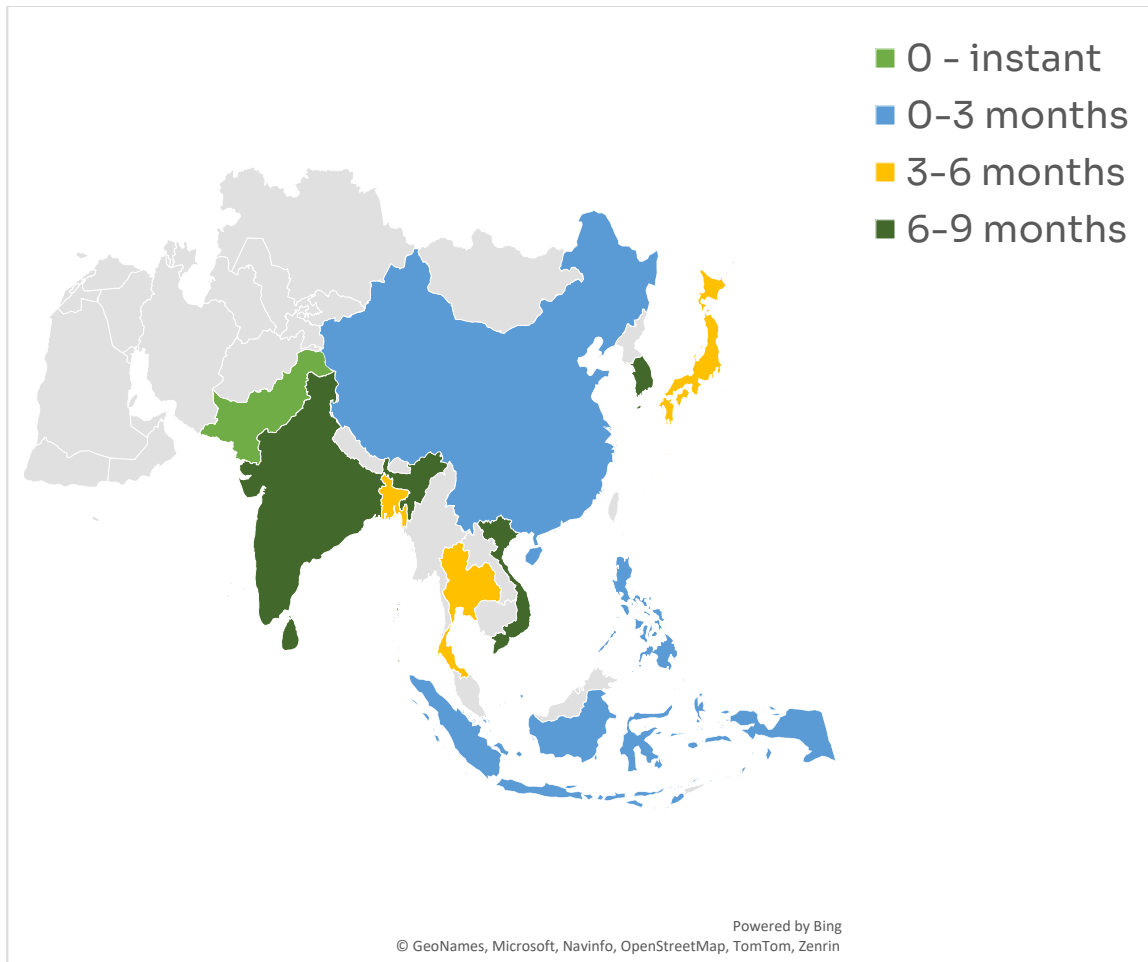 0 - instant
0-3 months
3-6 months
6-9 months
Powered by Bing
© GeoNames, Microsoft, Navinfo, OpenStreetMap, TomTom, Zenrin